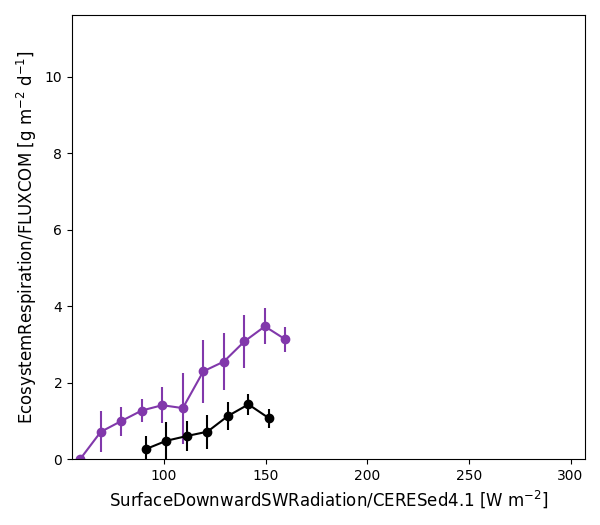 EcosystemRespiration/FLUXCOM [g m⁻² d⁻¹]
10
8
6
4
2
0
100 150 200 250 300
SurfaceDownwardSWRadiation/CERESed4.1 [W m⁻²]